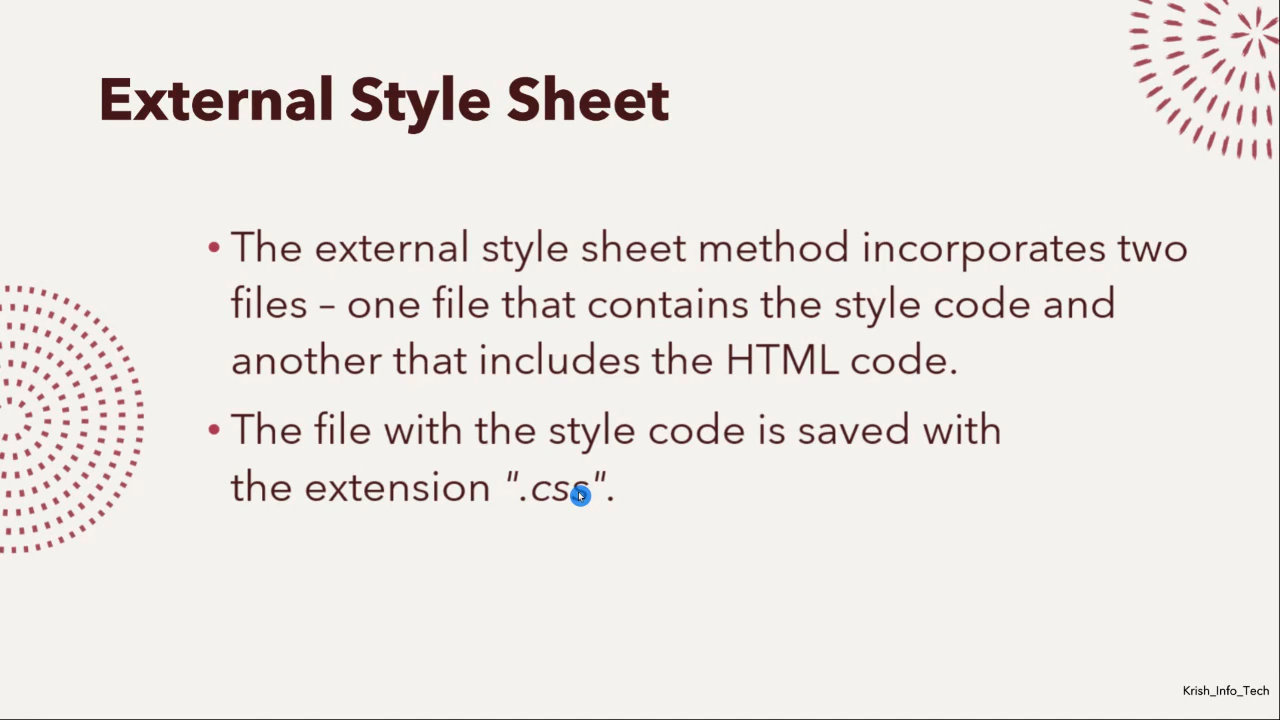 External Style Sheet
• The external style sheet method incorporates two
files – one file that contains the style code and
another that includes the HTML code.
• The file with the style code is saved with
the extension ".css".
Krish_Info_Tech